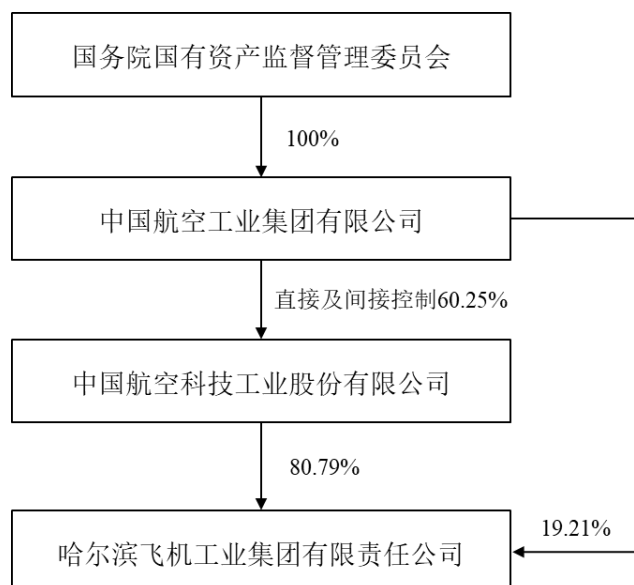 国务院国有资产监督管理委员会
100%
中国航空工业集团有限公司
直接及间接控制60.25%
中国航空科技工业股份有限公司
80.79%
19.21%
哈尔滨飞机工业集团有限责任公司